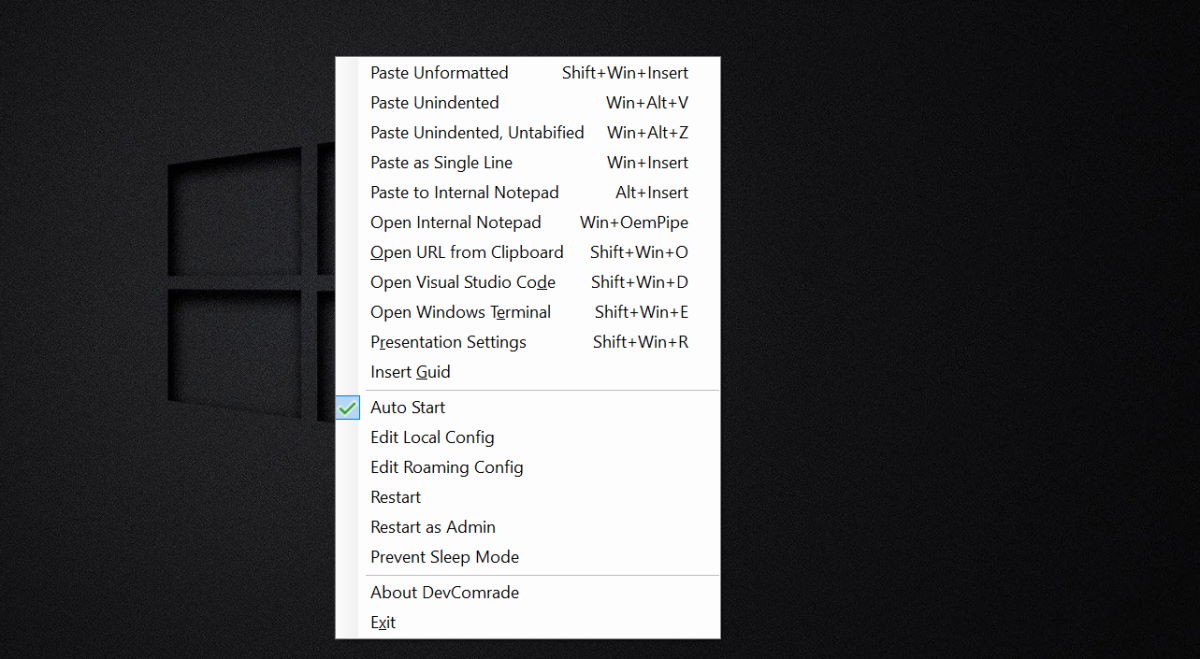 Paste Unformatted Shift+Win+Insert
Paste Unindented Win+Alt+V
Paste Unindented, Untabified Win+Alt+Z
Paste as Single Line Win+Insert
Paste to Internal Notepad Alt+Insert
Open Internal Notepad Win+OemPipe
Open URL from Clipboard Shift+Win+O
Open Visual Studio Code Shift+Win+D
Open Windows Terminal Shift+Win+E
Presentation Settings Shift+Win+R
Insert Guid
Auto Start
Edit Local Config
Edit Roaming Config
Restart
Restart as Admin
Prevent Sleep Mode
About DevComrade
Exit